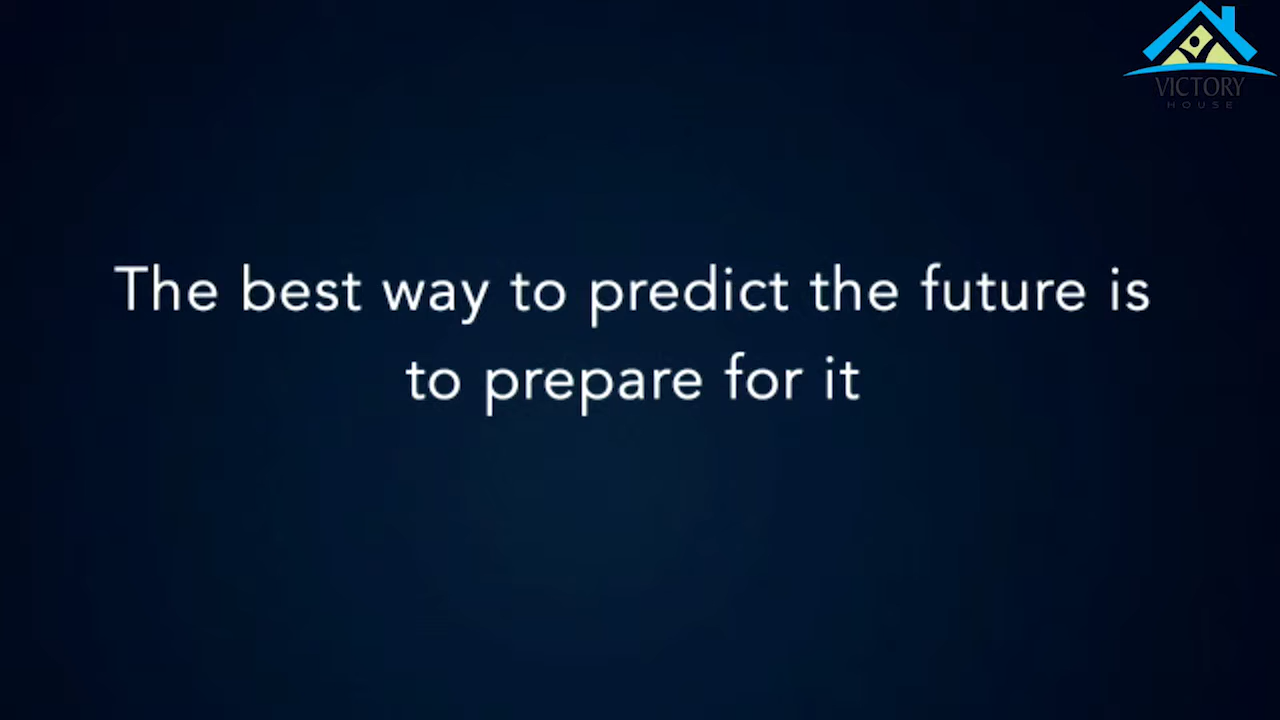 VICTORY
HOUSE
The best way to predict the future is
to prepare for it